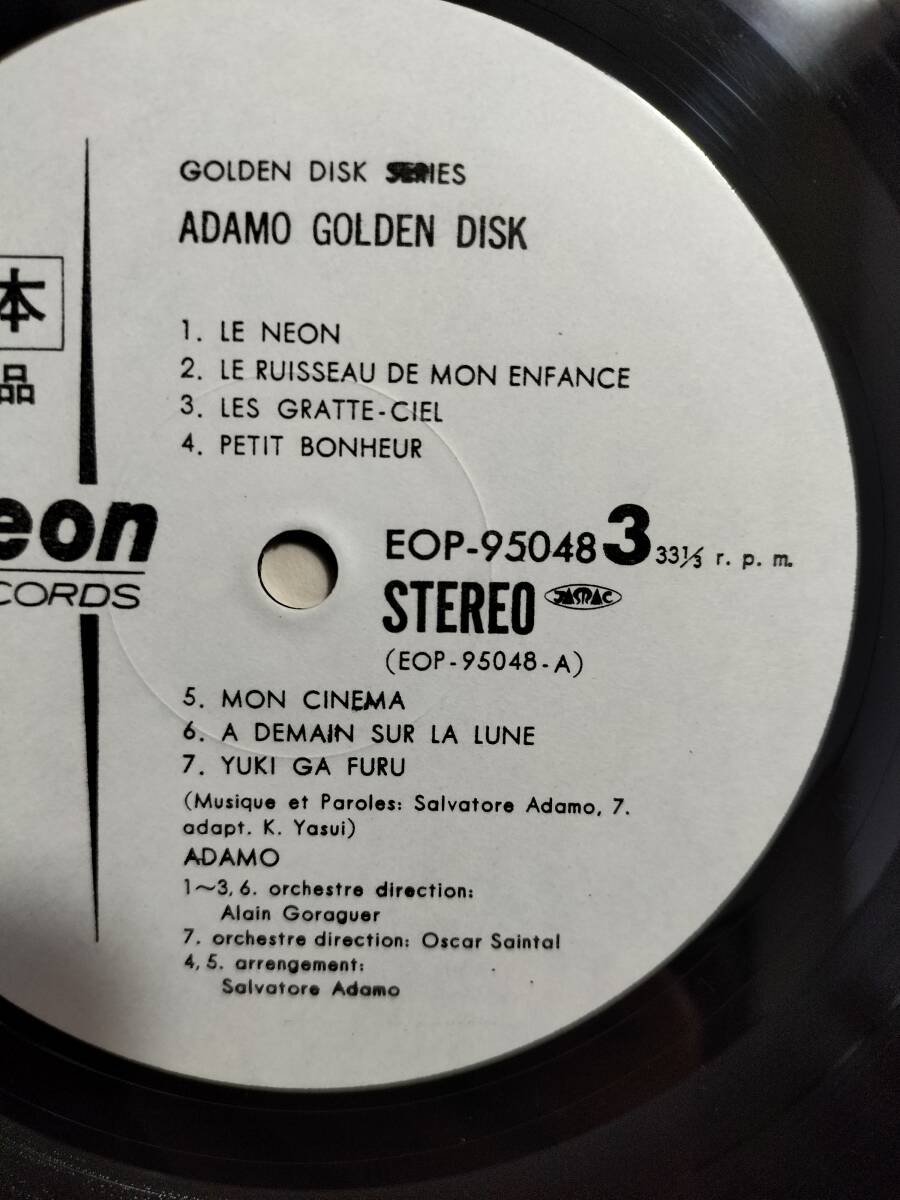 GOLDEN DISK SERIES
ADAMO GOLDEN DISK
本
品
1. LE NEON
2. LE RUISSEAU DE MON ENFANCE
3. LES GRATTE-CIEL
4. PETIT BONHEUR
eon
CORDS
EOP-95048 3 33⅓ r. p. m.
STEREO JASRAC
(EOP-95048-A)
5. MON CINEMA
6. A DEMAIN SUR LA LUNE
7. YUKI GA FURU
(Musique et Paroles: Salvatore Adamo, 7.
adapt. K. Yasui)
ADAMO
1~3, 6. orchestre direction:
Alain Goraguer
7. orchestre direction: Oscar Saintal
4, 5. arrengement:
Salvatore Adamo